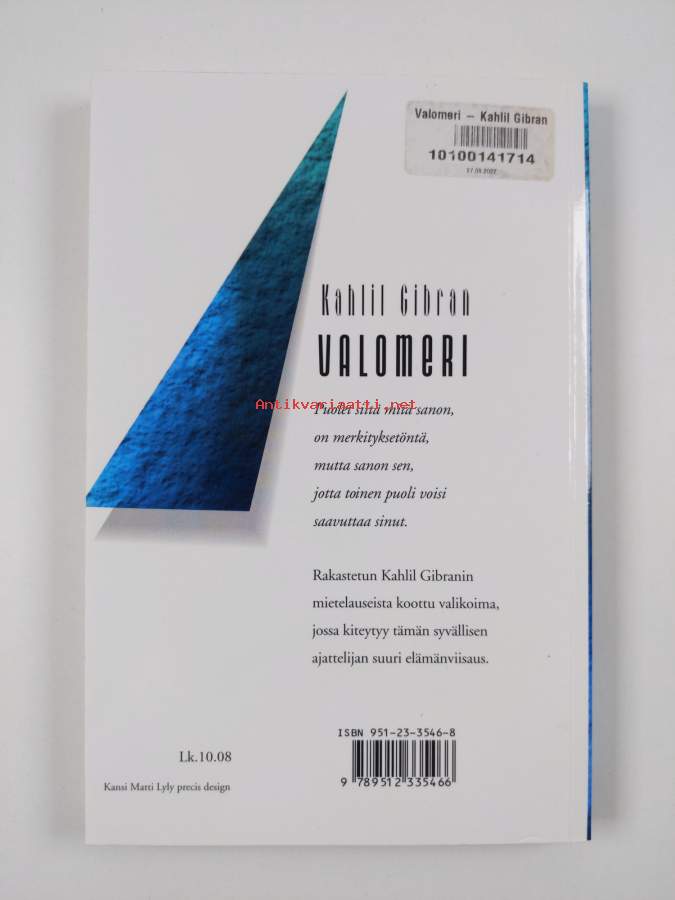 Valomeri – Kahlil Gibran
10100141714
Kahlil Gibran
VALOMERI
Antikvariaatti.net
Puolet siitä mitä sanon,
on merkityksetöntä,
mutta sanon sen,
jotta toinen puoli voisi
saavuttaa sinut.
Rakastetun Kahlil Gibranin
mietelauseista koottu valikoima,
jossa kiteytyy tämän syvällisen
ajattelijan suuri elämänviisaus.
ISBN 951-23-3546-8
9 789512 335466
Lk.10.08
Kansi Matti Lyly precis design